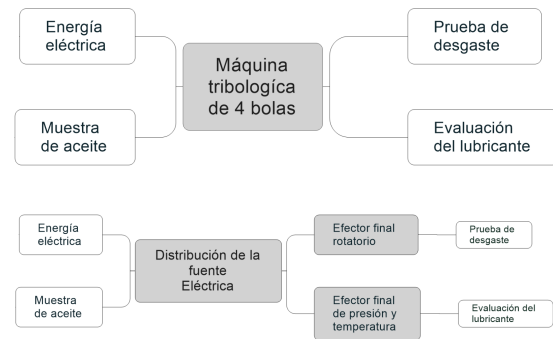 Energía
eléctrica
Muestra
de aceite
Máquina
tribologíca
de 4 bolas
Prueba de
desgaste
Evaluación
del lubricante
Energía
eléctrica
Muestra
de aceite
Distribución de la
fuente
Eléctrica
Efector final
rotatorio
Prueba de
desgaste
Efector final
de presión y
temperatura
Evaluación del
lubricante